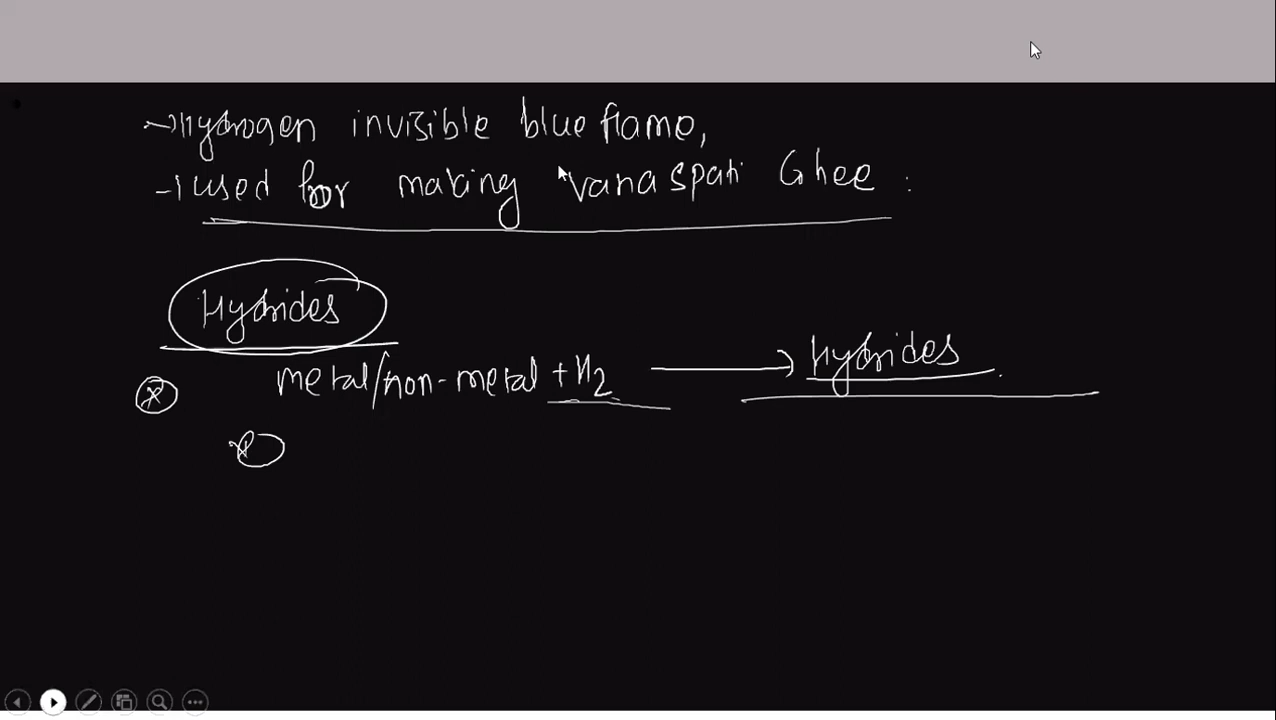 →Hydrogen invisible blue flame,
→ used for making vanaspati Ghee :
Hydrides
metal/non-metal + H2 ⟶ Hydrides